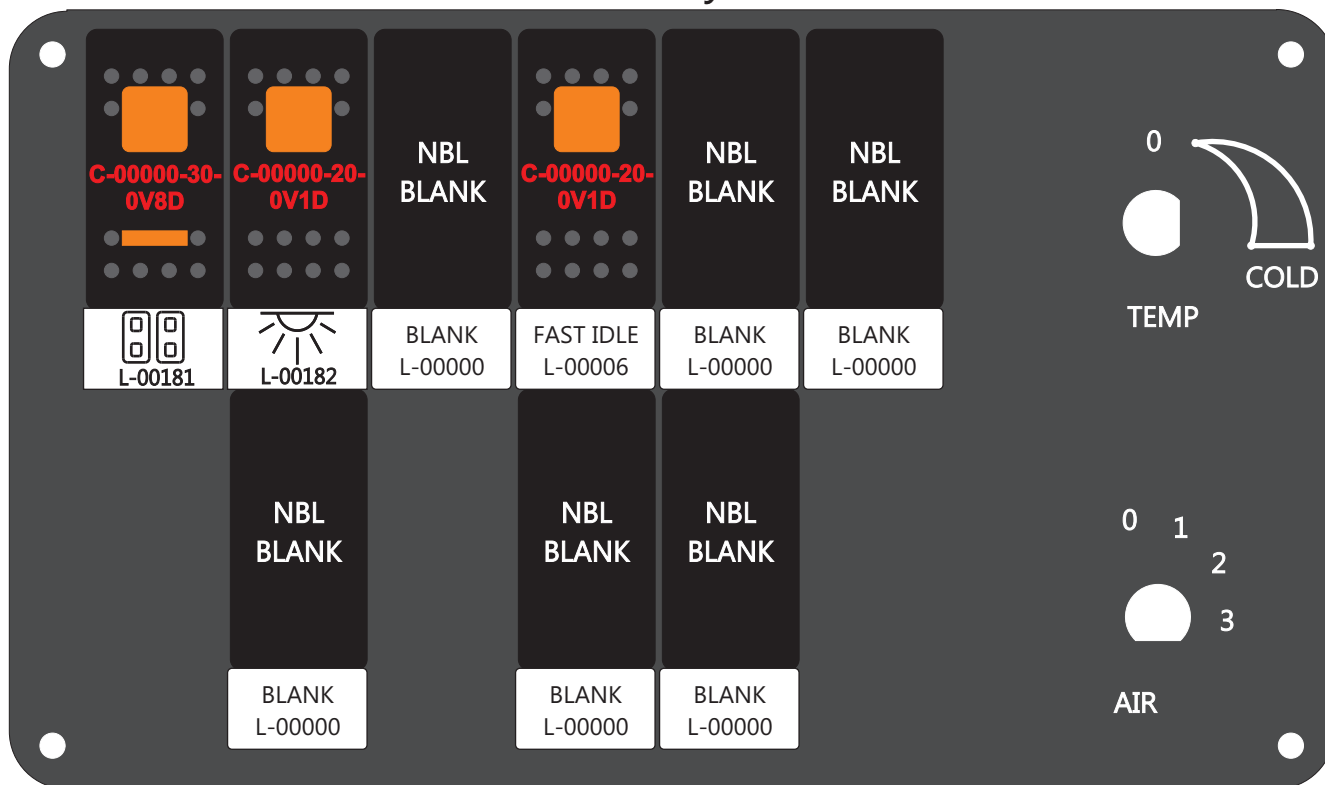 C-00000-30-
0V8D
C-00000-20-
0V1D
NBL
BLANK
C-00000-20-
0V1D
NBL
BLANK
NBL
BLANK
L-00181
L-00182
BLANK
L-00000
FAST IDLE
L-00006
BLANK
L-00000
BLANK
L-00000
0
COLD
TEMP
NBL
BLANK
NBL
BLANK
NBL
BLANK
BLANK
L-00000
BLANK
L-00000
BLANK
L-00000
0
1
2
3
AIR